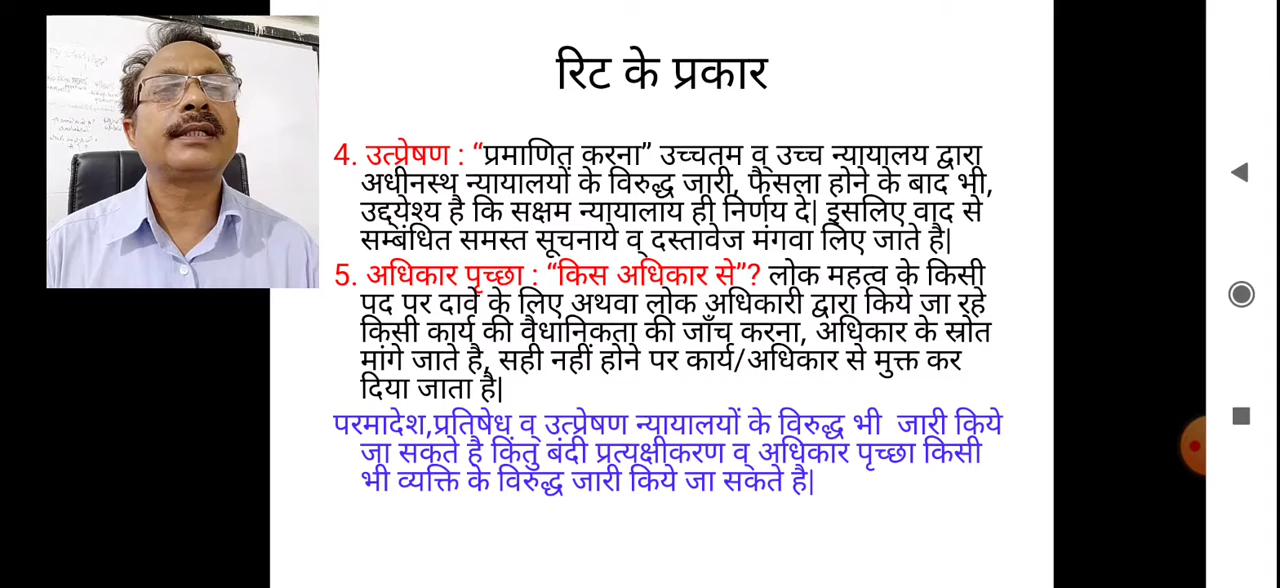 रिट के प्रकार
4. उत्प्रेषण : “प्रमाणित करना” उच्चतम व् उच्च न्यायालय द्वारा
अधीनस्थ न्यायालयों के विरुद्ध जारी, फैसला होने के बाद भी,
उद्द्येश्य है कि सक्षम न्यायालाय ही निर्णय दे| इसलिए वाद से
सम्बंधित समस्त सूचनाये व् दस्तावेज मंगवा लिए जाते है|
5. अधिकार पृच्छा : “किस अधिकार से”? लोक महत्व के किसी
पद पर दावे के लिए अथवा लोक अधिकारी द्वारा किये जा रहे
किसी कार्य की वैधानिकता की जाँच करना, अधिकार के स्रोत
मांगे जाते है, सही नहीं होने पर कार्य/अधिकार से मुक्त कर
दिया जाता है|
परमादेश,प्रतिषेध व् उत्प्रेषण न्यायालयों के विरुद्ध भी जारी किये
जा सकते है किंतु बंदी प्रत्यक्षीकरण व् अधिकार पृच्छा किसी
भी व्यक्ति के विरुद्ध जारी किये जा सकते है|